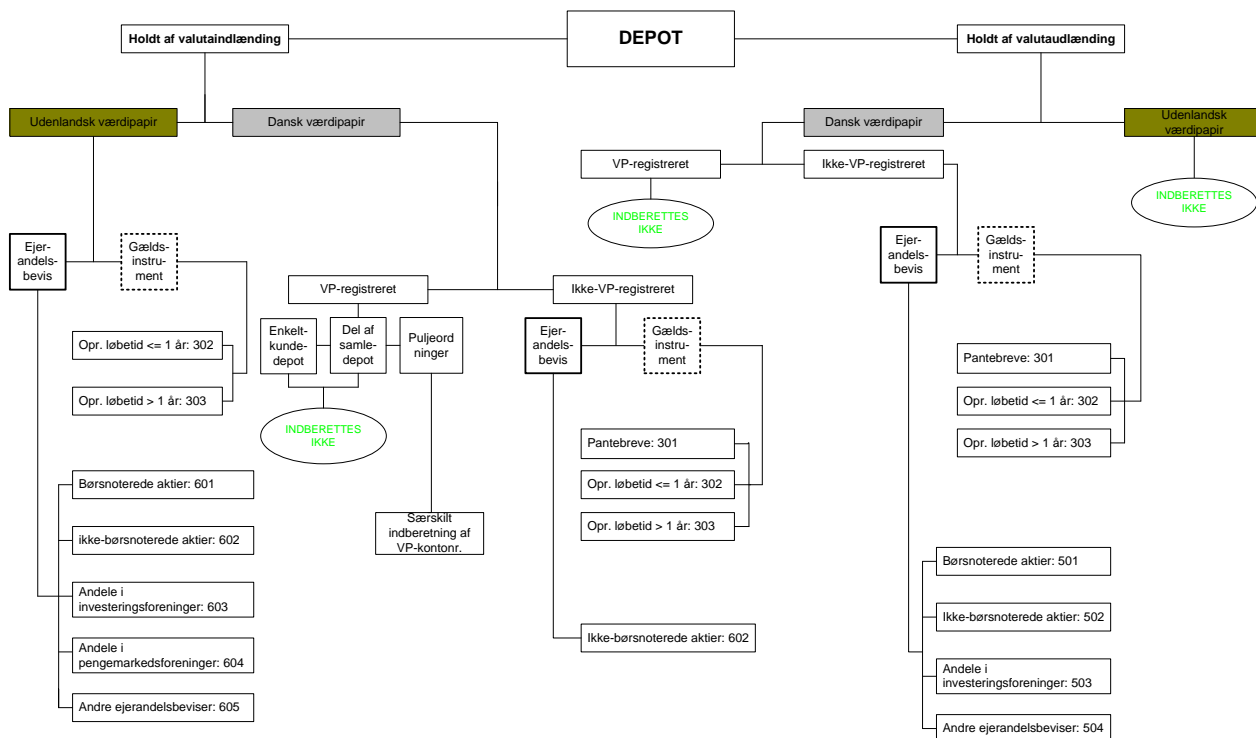 Holdt af valutaindlænding
DEPOT
Holdt af valutaudlænding
Udenlandsk værdipapir
Dansk værdipapir
Dansk værdipapir
Udenlandsk
værdipapir
VP-registreret
Ikke-VP-registreret
INDBERETTES
IKKE
INDBERETTES
IKKE
Ejer-
andels-
bevis
Gælds-
instru-
ment
Ejer-
andels-
bevis
Gælds-
instru-
ment
VP-registreret
Ikke-VP-registreret
Enkelt-
kunde-
depot
Del af
samle-
depot
Puljeord
ninger
Ejer-
andels-
bevis
Gælds-
instru-
ment
Opr. løbetid <= 1 år: 302
Opr. løbetid > 1 år: 303
INDBERETTES
IKKE
Pantebreve: 301
Opr. løbetid <= 1 år: 302
Opr. løbetid > 1 år: 303
Pantebreve: 301
Opr. løbetid <= 1 år: 302
Opr. løbetid > 1 år: 303
Børsnoterede aktier: 601
ikke-børsnoterede aktier: 602
Andele i
investeringsforeninger: 603
Andele i
pengemarkedsforeninger: 604
Andre ejerandelsbeviser: 605
Særskilt
indberetning af
VP-kontonr.
Ikke-børsnoterede aktier: 602
Børsnoterede aktier: 501
Ikke-børsnoterede aktier: 502
Andele i
investeringsforeninger: 503
Andre ejerandelsbeviser: 504